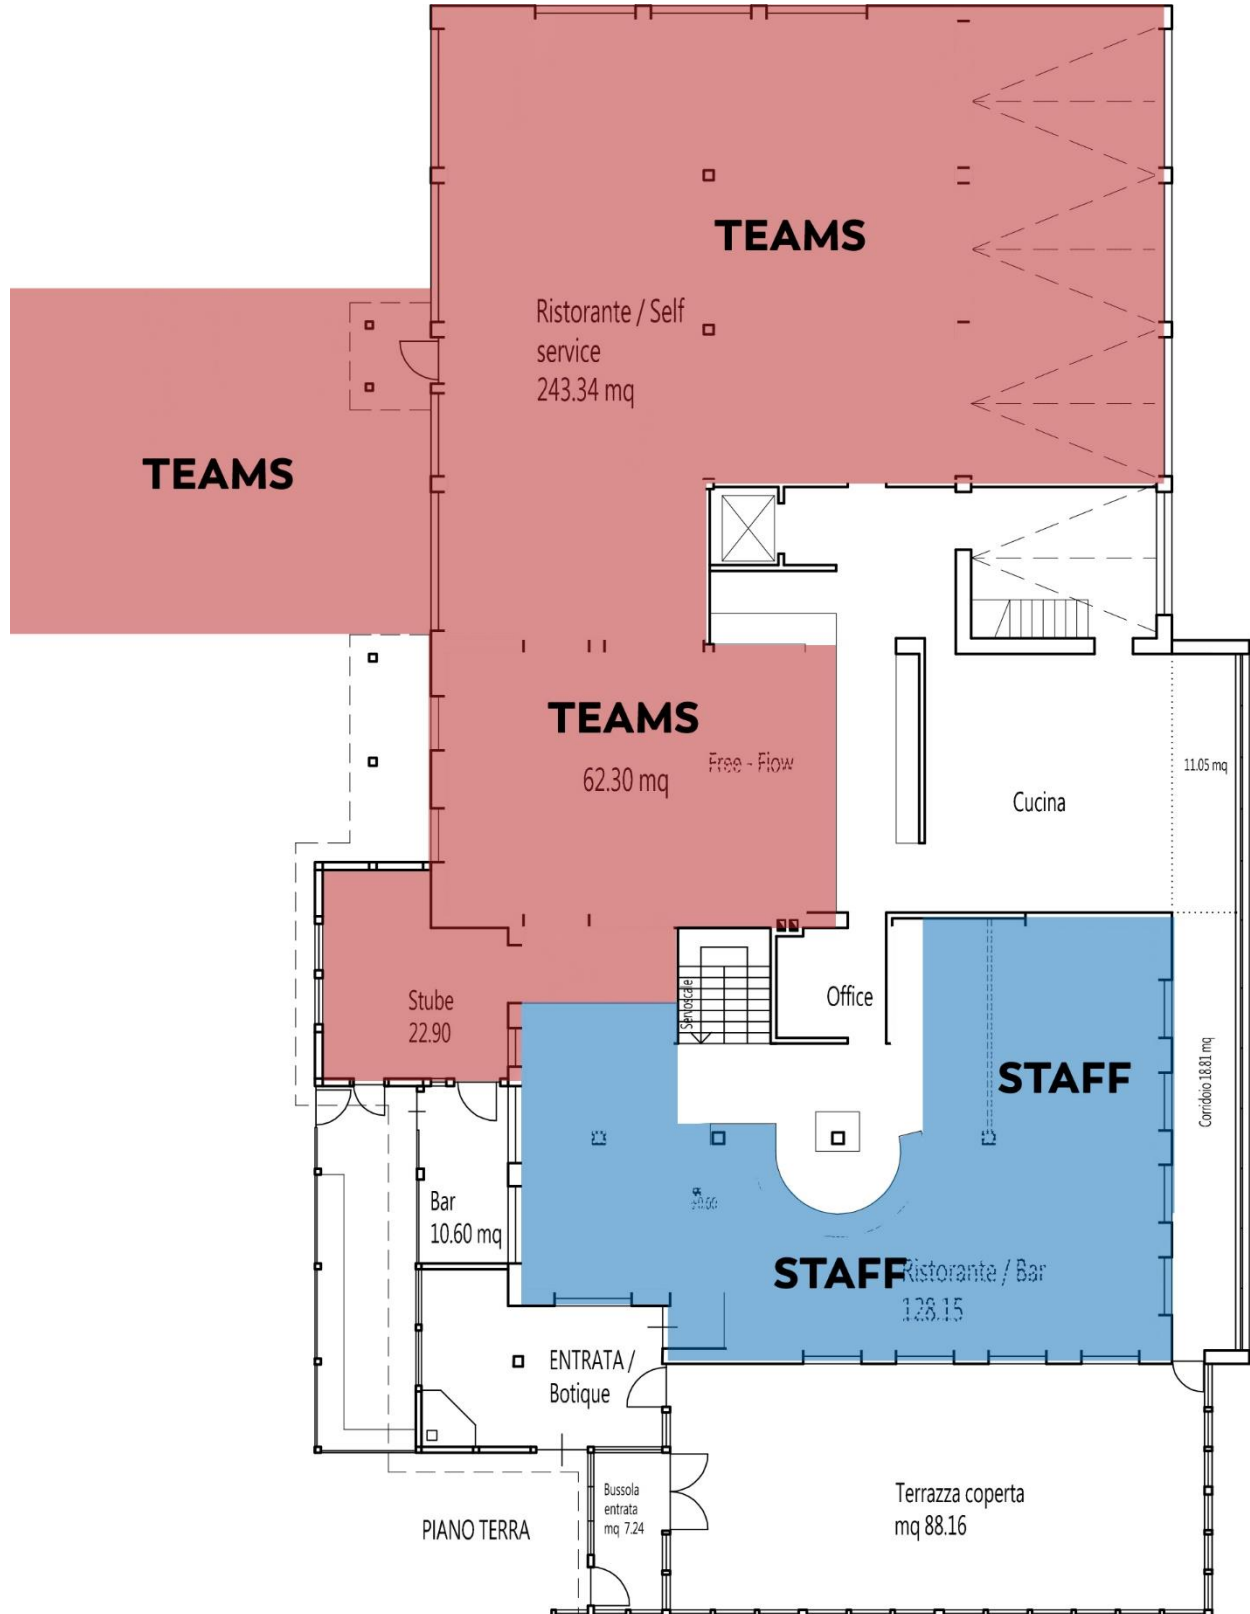 TEAMS
Ristorante / Self
service
243.34 mq
TEAMS
TEAMS
62.30 mq
Free - Flow
11.05 mq
Cucina
Stube
22.90
Servoscale
Office
STAFF
Corridoio 18.81 mq
Bar
10.60 mq
STAFF
Ristorante / Bar
128.15
ENTRATA /
Botique
Bussola
entrata
mq 7.24
Terrazza coperta
mq 88.16
PIANO TERRA